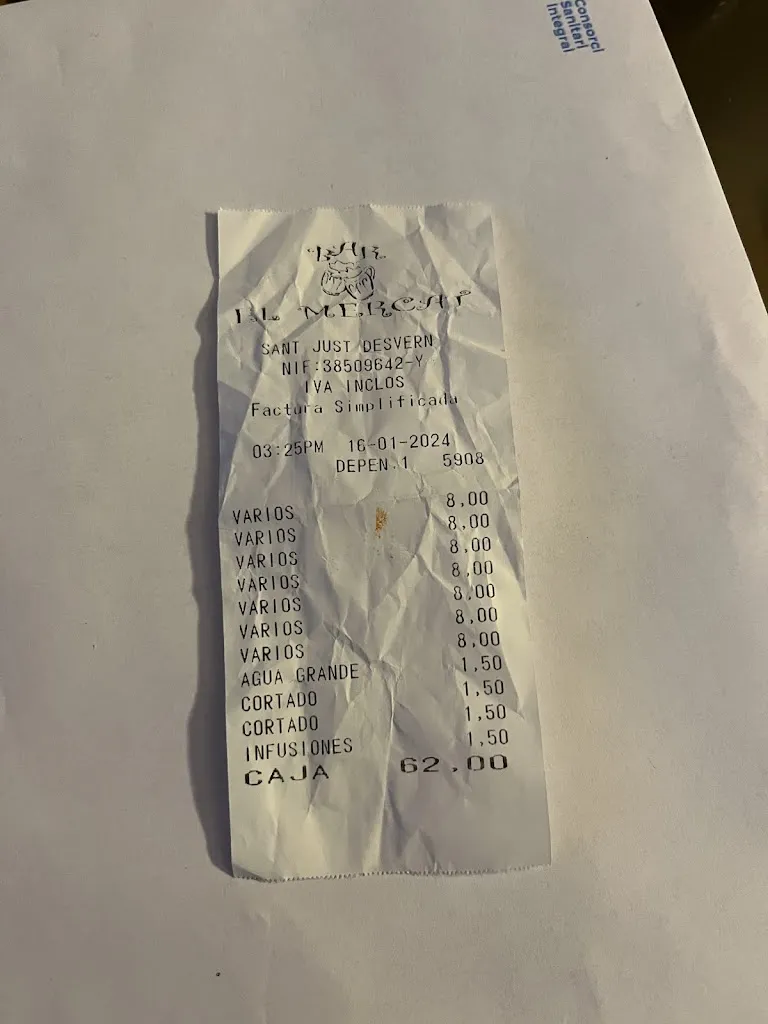 Consorci
Sanitari
Integral
BAR
EL MERCAT
SANT JUST DESVERN
NIF:38509642-Y
IVA INCLOS
Factura Simplificada
03:25PM 16-01-2024
DEPEN.1 5908
VARIOS 8,00
VARIOS 8,00
VARIOS 8,00
VARIOS 8,00
VARIOS 8,00
VARIOS 8,00
VARIOS 8,00
AGUA GRANDE 1,50
CORTADO 1,50
CORTADO 1,50
INFUSIONES 1,50
CAJA 62,00